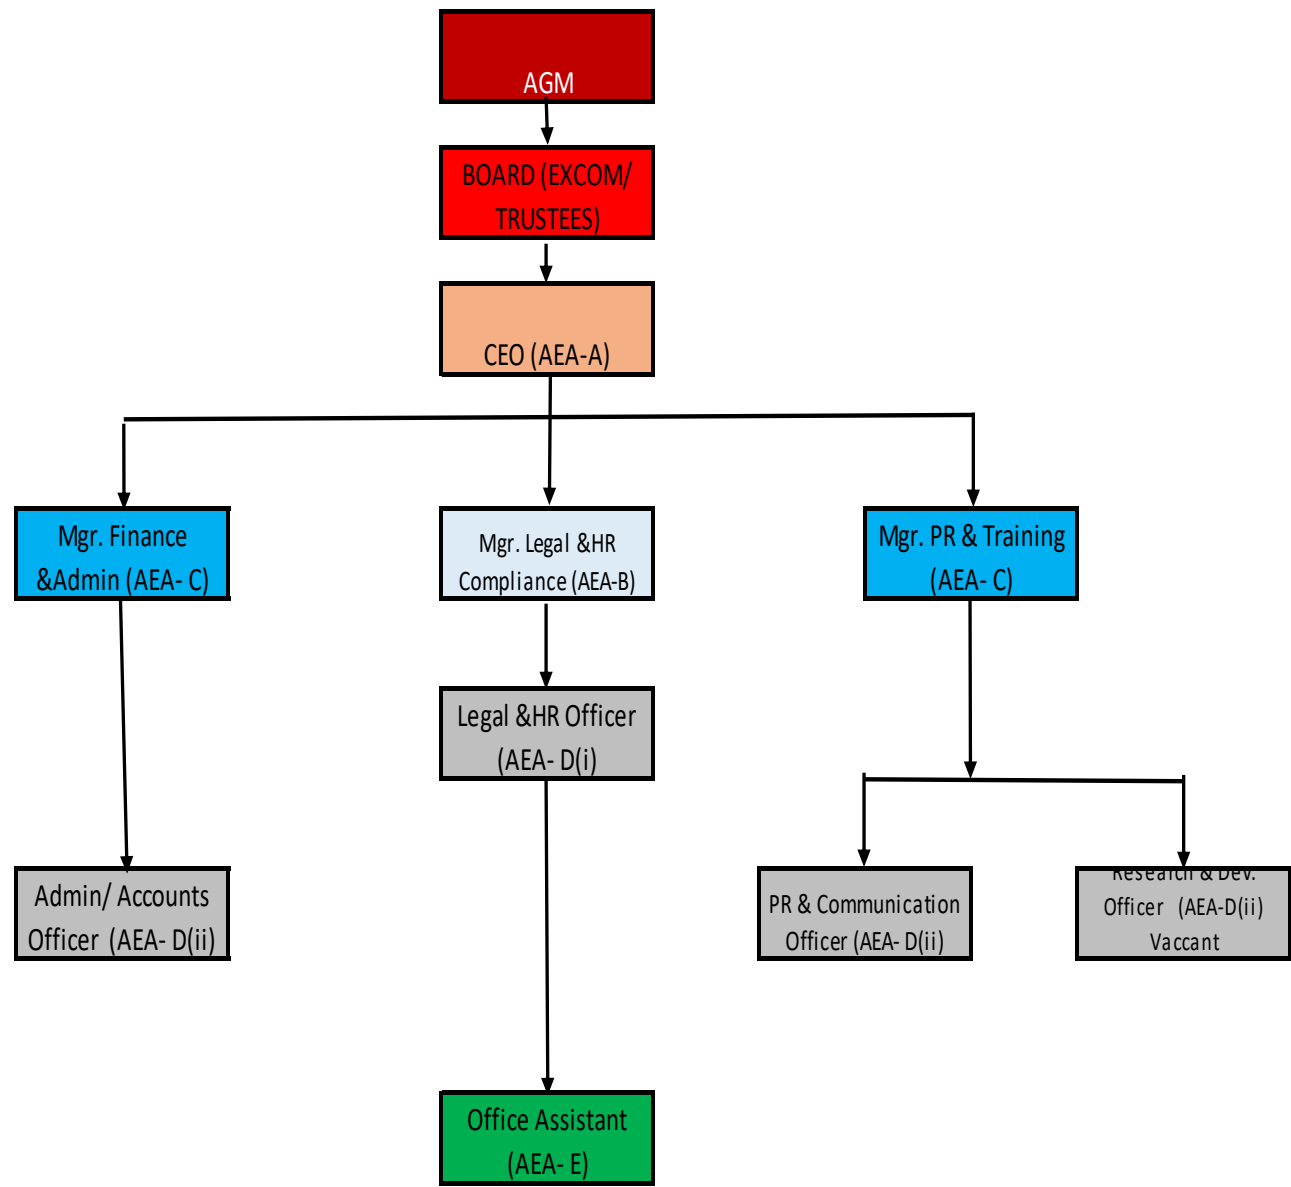 AGM
BOARD (EXCOM/
TRUSTEES)
CEO (AEA-A)
Mgr. Finance
&Admin (AEA- C)
Mgr. Legal &HR
Compliance (AEA-B)
Mgr. PR & Training
(AEA- C)
Legal &HR Officer
(AEA- D(i)
Admin/ Accounts
Officer (AEA- D(ii)
PR & Communication
Officer (AEA- D(ii)
Research & Dev.
Officer (AEA-D(ii)
Vaccant
Office Assistant
(AEA- E)